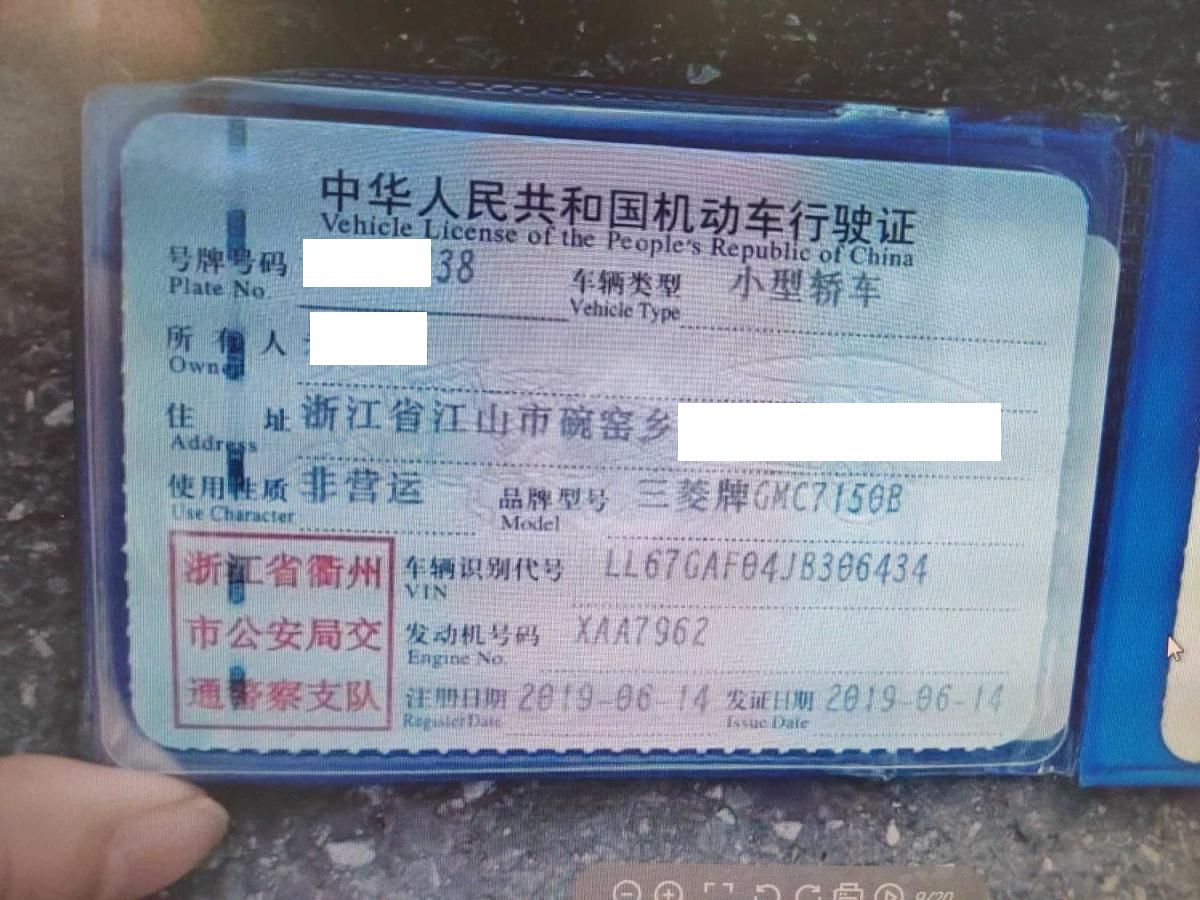 中华人民共和国机动车行驶证
Vehicle License of the People's Republic of China
号牌号码 38 车辆类型 小型轿车
Plate No. Vehicle Type
所有人
Owner
住址 浙江省江山市碗窑乡
Address
使用性质 非营运 品牌型号 三菱牌GMC7150B
Use Character Model
浙江省衢州
市公安局交
通警察支队
车辆识别代号 LL67GAF04JB306434
VIN
发动机号码 XAA7962
Engine No.
注册日期 2019-06-14 发证日期 2019-06-14
Register Date Issue Date
9/20